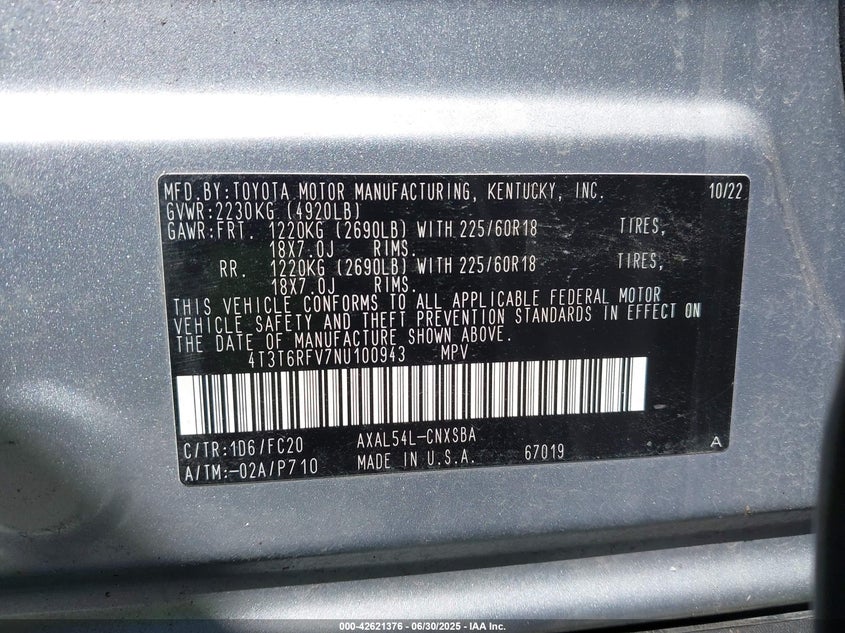 MFD.BY:TOYOTA MOTOR MANUFACTURING, KENTUCKY, INC. 10/22
GVWR:2230KG (4920LB)
GAWR:FRT. 1220KG (2690LB) WITH 225/60R18 TIRES,
18X7.0J RIMS.
RR. 1220KG (2690LB) WITH 225/60R18 TIRES,
18X7.0J RIMS.
THIS VEHICLE CONFORMS TO ALL APPLICABLE FEDERAL MOTOR
VEHICLE SAFETY AND THEFT PREVENTION STANDARDS IN EFFECT ON
THE DATE OF MANUFACTURE SHOWN ABOVE.
4T3T6RFV7NU100943 MPV
C/TR:1D6/FC20 AXAL54L-CNXSBA
A/TM:-02A/P710 MADE IN U.S.A. 67019 A
000-42621376 - 06/30/2025 - IAA Inc.